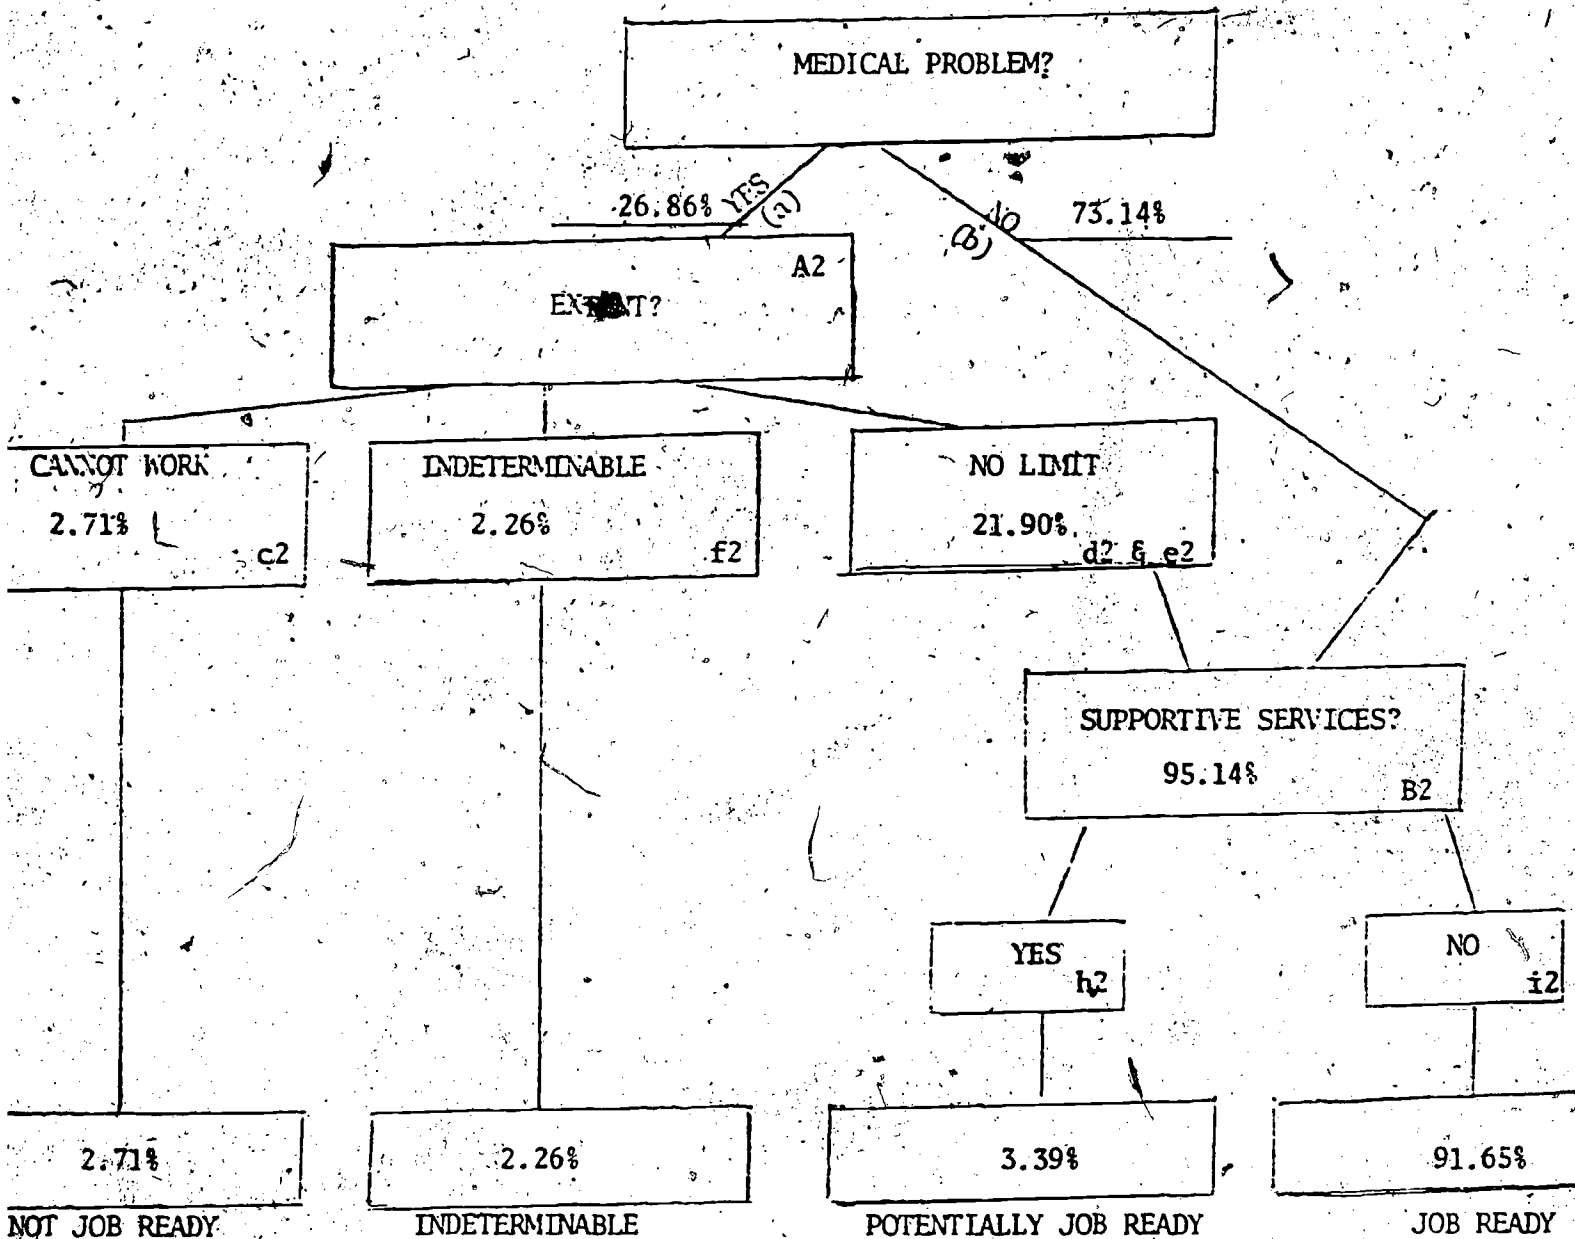 MEDICAL PROBLEM?
26.86%
YES
(a)
NO
(b)
73.14%
A2
EXTENT?
CANNOT WORK
2.71%
c2
INDETERMINABLE
2.26%
f2
NO LIMIT
21.90%
d2 & e2
SUPPORTIVE SERVICES?
95.14%
B2
YES
h2
NO
i2
2.71%
2.26%
3.39%
91.65%
NOT JOB READY
INDETERMINABLE
POTENTIALLY JOB READY
JOB READY